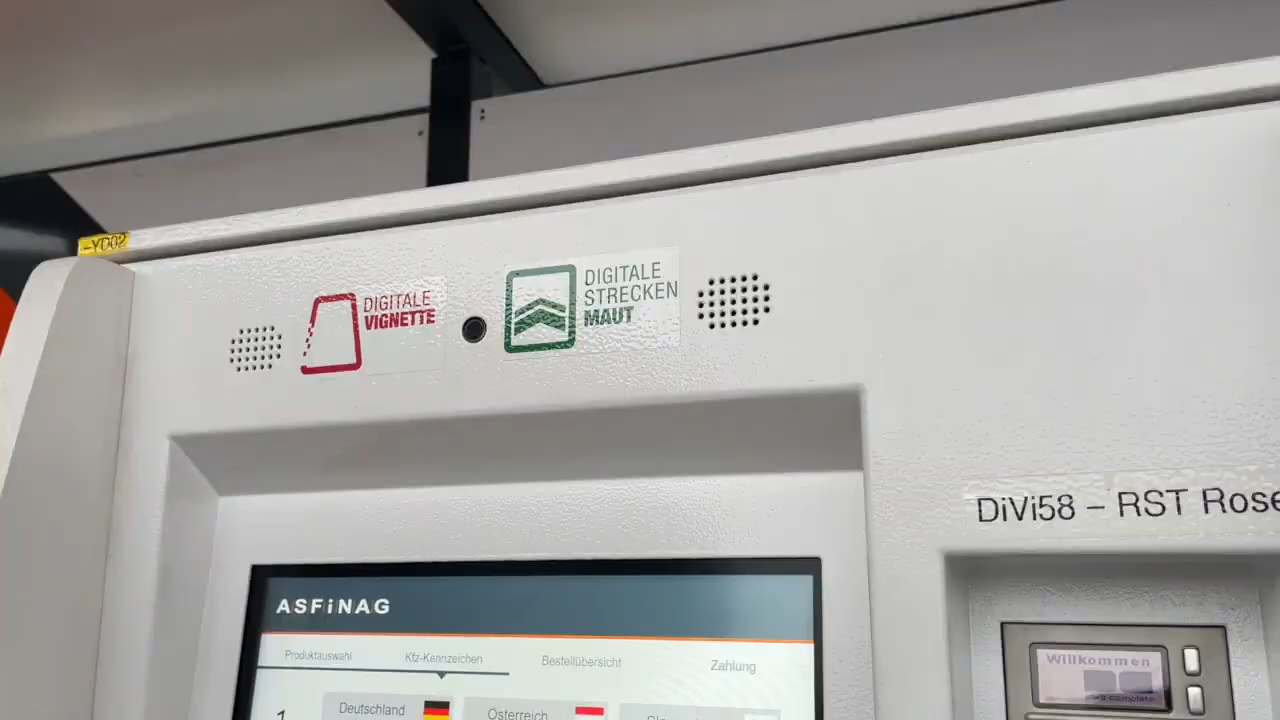 -YD02
DIGITALE
VIGNETTE
DIGITALE
STRECKEN
MAUT
DiVi58 – RST Rose
ASFiNAG
Produktauswahl
Kfz-Kennzeichen
Bestellübersicht
Zahlung
Willkommen
complete
1
Deutschland
Österreich